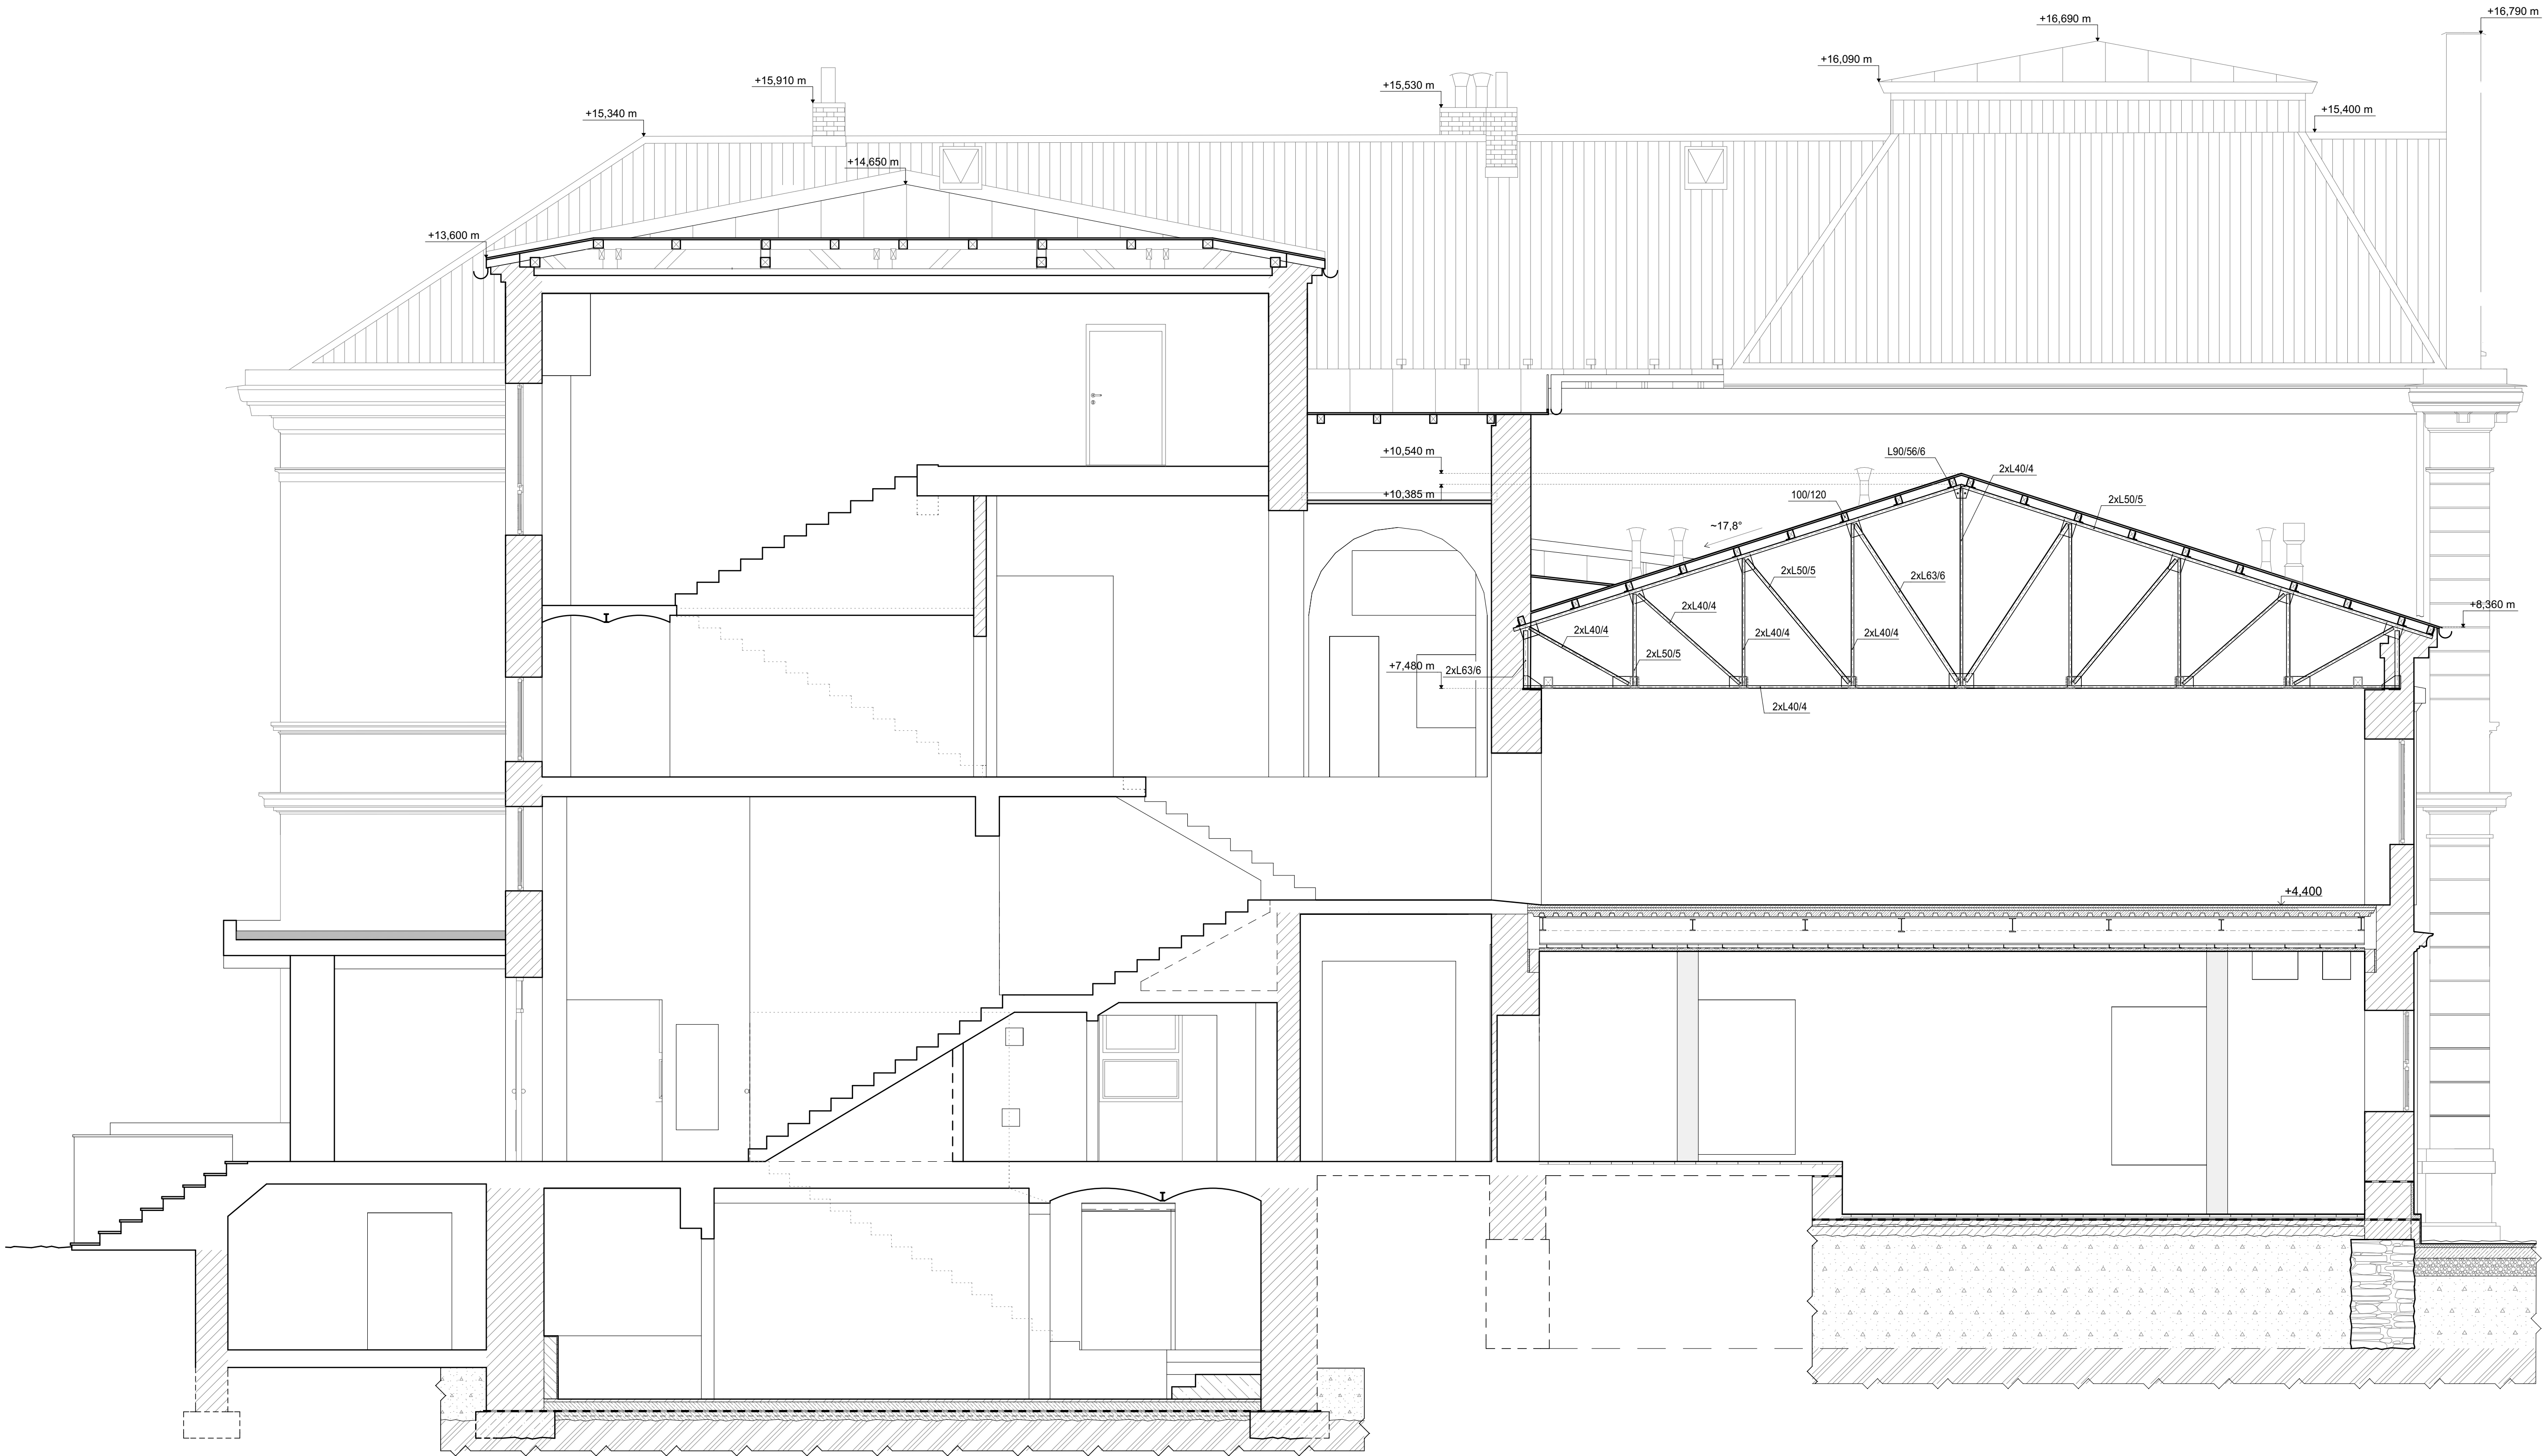 +16,790 m
+16,690 m
+16,090 m
+15,910 m
+15,530 m
+15,340 m
+15,400 m
+14,650 m
+13,600 m
+10,540 m
L90/56/6
2xL40/4
+10,385 m
100/120
2xL50/5
~17,8°
2xL50/5
2xL63/6
2xL40/4
+8,360 m
2xL40/4
2xL40/4
2xL40/4
2xL50/5
+7,480 m
2xL63/6
2xL40/4
+4,400